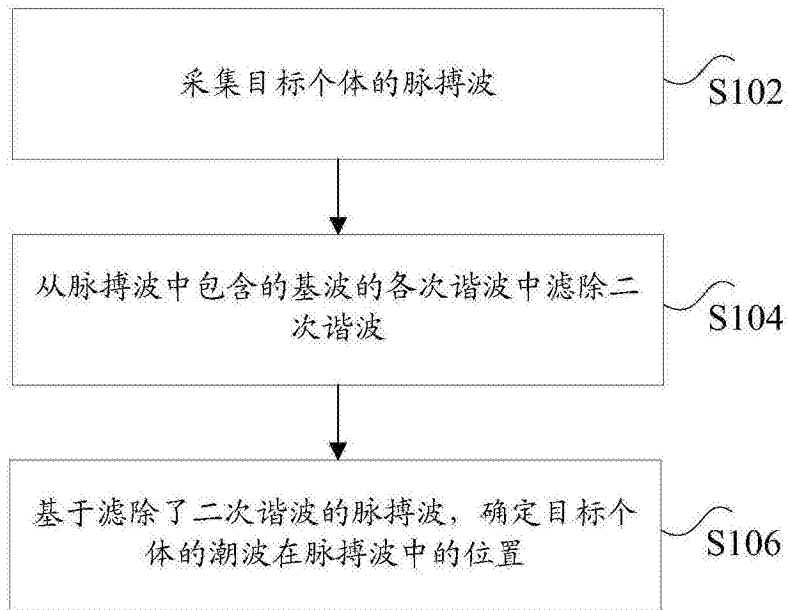 采集目标个体的脉搏波
S102
从脉搏波中包含的基波的各次谐波中滤除二
次谐波
S104
基于滤除了二次谐波的脉搏波，确定目标个
体的潮波在脉搏波中的位置
S106